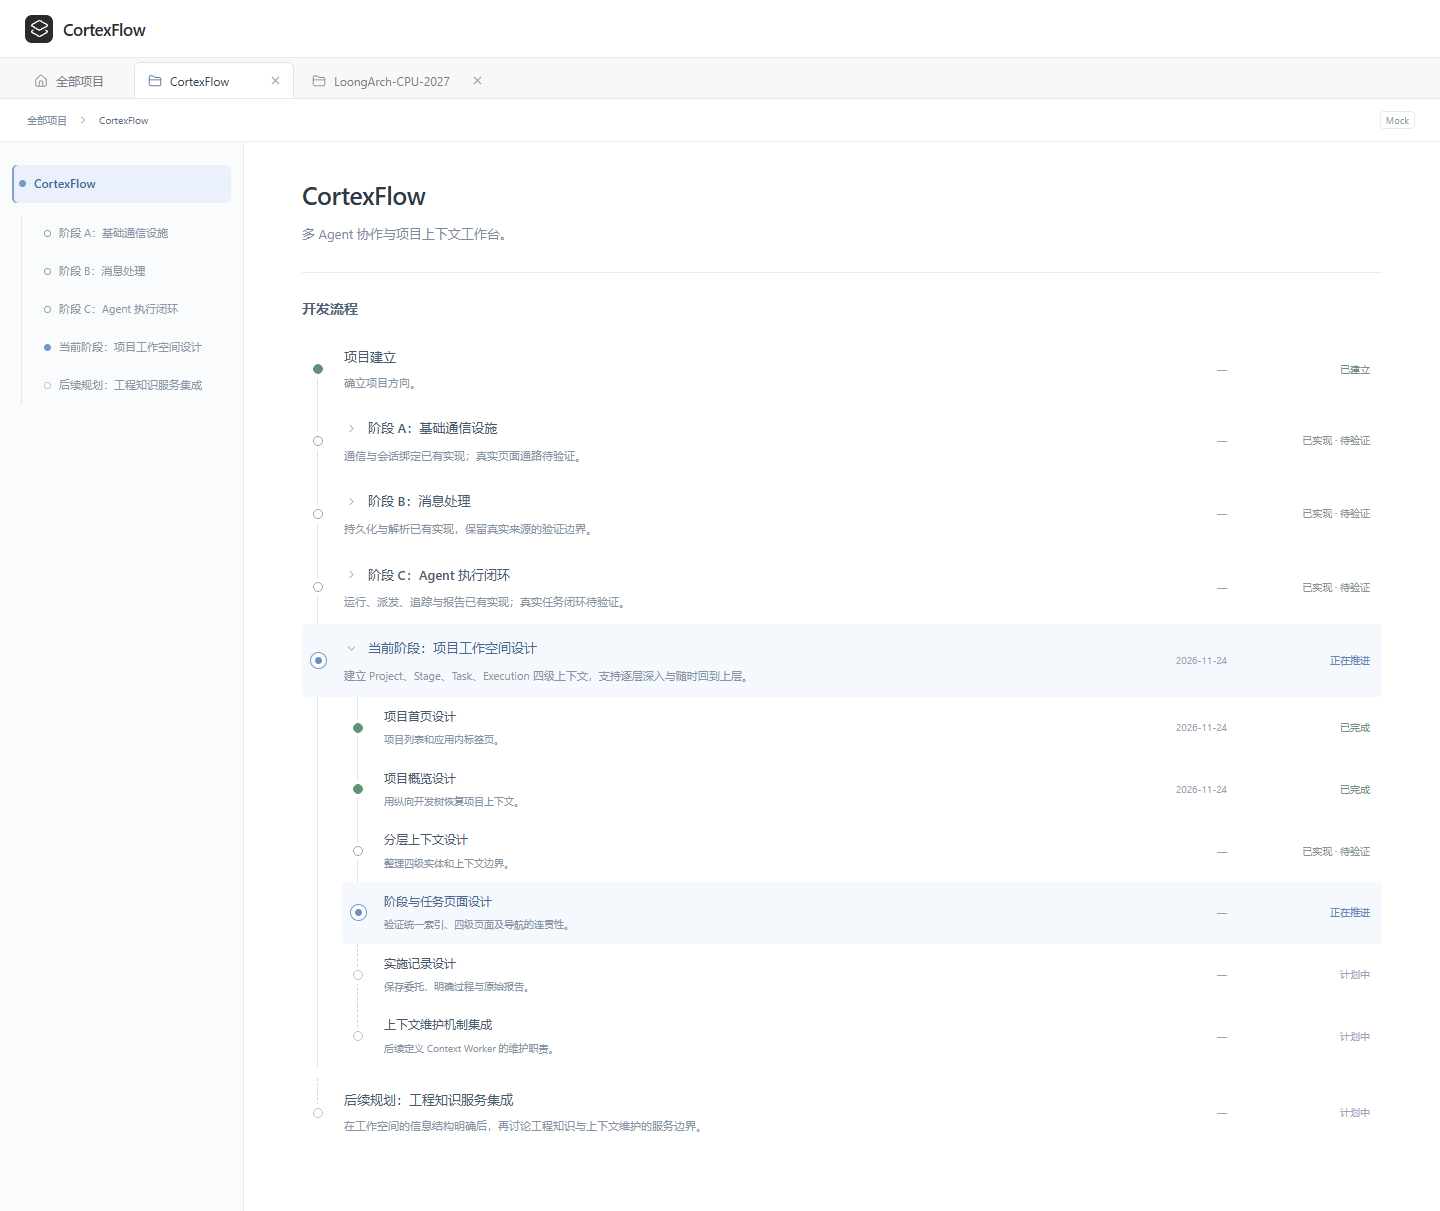 CortexFlow
全部项目
CortexFlow
LoongArch-CPU-2027
全部项目
CortexFlow
Mock
CortexFlow
阶段 A：基础通信设施
阶段 B：消息处理
阶段 C：Agent 执行闭环
当前阶段：项目工作空间设计
后续规划：工程知识服务集成
CortexFlow
多 Agent 协作与项目上下文工作台。
开发流程
项目建立
确立项目方向。
— 已建立
阶段 A：基础通信设施
通信与会话绑定已有实现；真实页面通路待验证。
— 已实现 · 待验证
阶段 B：消息处理
持久化与解析已有实现，保留真实来源的验证边界。
— 已实现 · 待验证
阶段 C：Agent 执行闭环
运行、派发、追踪与报告已有实现；真实任务闭环待验证。
— 已实现 · 待验证
当前阶段：项目工作空间设计
建立 Project、Stage、Task、Execution 四级上下文，支持逐层深入与随时回到上层。
2026-11-24 正在推进
项目首页设计
项目列表和应用内标签页。
2026-11-24 已完成
项目概览设计
用纵向开发树恢复项目上下文。
2026-11-24 已完成
分层上下文设计
整理四级实体和上下文边界。
— 已实现 · 待验证
阶段与任务页面设计
验证统一索引、四级页面及导航的连贯性。
— 正在推进
实施记录设计
保存委托、明确过程与原始报告。
— 计划中
上下文维护机制集成
后续定义 Context Worker 的维护职责。
— 计划中
后续规划：工程知识服务集成
在工作空间的信息结构明确后，再讨论工程知识与上下文维护的服务边界。
— 计划中